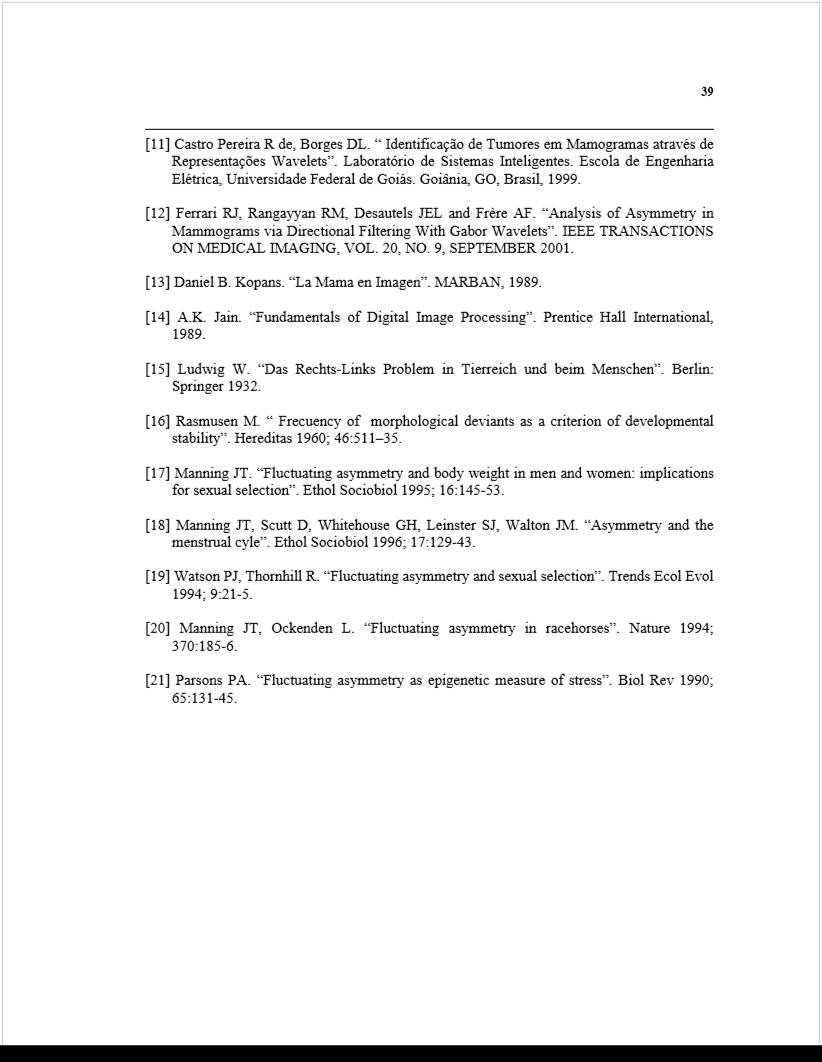 39
[11] Castro Pereira R de, Borges DL. “ Identificação de Tumores em Mamogramas através de
Representações Wavelets”. Laboratório de Sistemas Inteligentes. Escola de Engenharia
Elétrica, Universidade Federal de Goiás. Goiânia, GO, Brasil, 1999.
[12] Ferrari RJ, Rangayyan RM, Desautels JEL and Frère AF. “Analysis of Asymmetry in
Mammograms via Directional Filtering With Gabor Wavelets”. IEEE TRANSACTIONS
ON MEDICAL IMAGING, VOL. 20, NO. 9, SEPTEMBER 2001.
[13] Daniel B. Kopans. “La Mama en Imagen”. MARBAN, 1989.
[14] A.K. Jain. “Fundamentals of Digital Image Processing”. Prentice Hall International,
1989.
[15] Ludwig W. “Das Rechts-Links Problem in Tierreich und beim Menschen”. Berlin:
Springer 1932.
[16] Rasmusen M. “ Frecuency of  morphological deviants as a criterion of developmental
stability”. Hereditas 1960; 46:511–35.
[17] Manning JT. “Fluctuating asymmetry and body weight in men and women: implications
for sexual selection”. Ethol Sociobiol 1995; 16:145-53.
[18] Manning JT, Scutt D, Whitehouse GH, Leinster SJ, Walton JM. “Asymmetry and the
menstrual cyle”. Ethol Sociobiol 1996; 17:129-43.
[19] Watson PJ, Thornhill R. “Fluctuating asymmetry and sexual selection”. Trends Ecol Evol
1994; 9:21-5.
[20] Manning JT, Ockenden L. “Fluctuating asymmetry in racehorses”. Nature 1994;
370:185-6.
[21] Parsons PA. “Fluctuating asymmetry as epigenetic measure of stress”. Biol Rev 1990;
65:131-45.